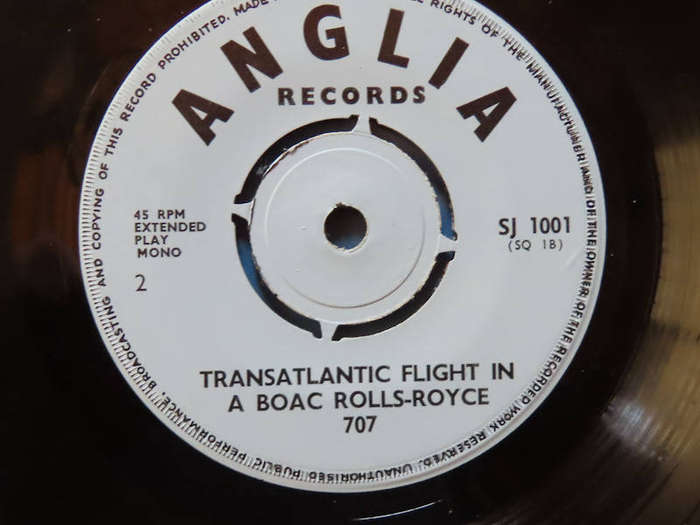 ANGLIA
RECORDS
45 RPM
EXTENDED
PLAY
MONO
2
SJ 1001
(SQ 1B)
TRANSATLANTIC FLIGHT IN
A BOAC ROLLS-ROYCE
707
RIGHTS OF THE MANUFACTURER AND OF THE OWNER OF THE RECORDED WORK RESERVED. UNAUTHORISED PUBLIC PERFORMANCE, BROADCASTING AND COPYING OF THIS RECORD PROHIBITED. MADE